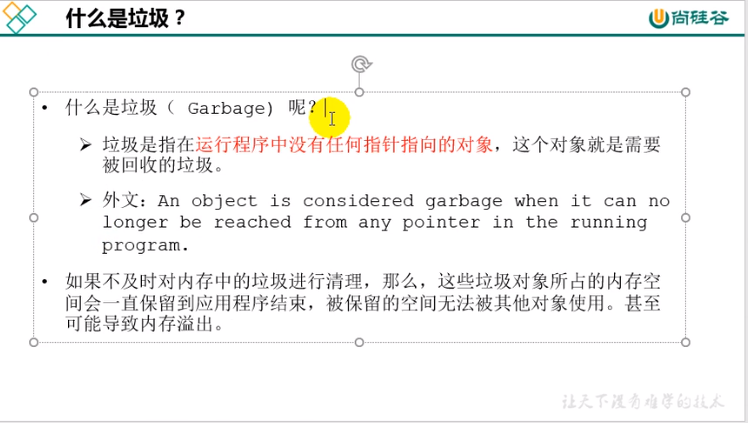 什么是垃圾？
尚硅谷
• 什么是垃圾（ Garbage) 呢?
➢ 垃圾是指在运行程序中没有任何指针指向的对象，这个对象就是需要
被回收的垃圾。
➢ 外文：An object is considered garbage when it can no
longer be reached from any pointer in the running
program.
• 如果不及时对内存中的垃圾进行清理，那么，这些垃圾对象所占的内存空
间会一直保留到应用程序结束，被保留的空间无法被其他对象使用。甚至
可能导致内存溢出。
让天下没有难学的技术